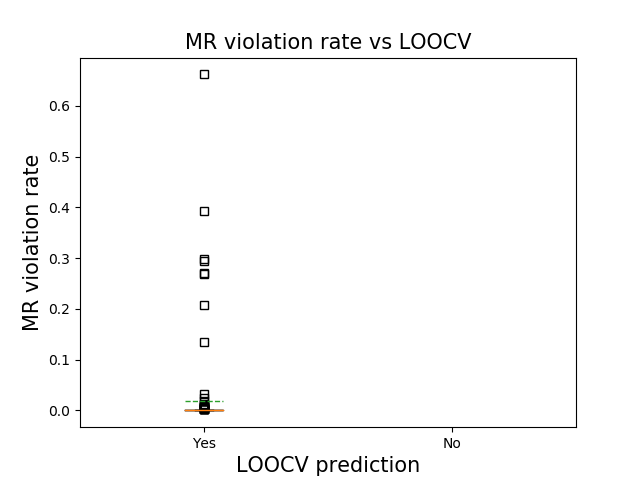 MR violation rate vs LOOCV
MR violation rate
0.6
0.5
0.4
0.3
0.2
0.1
0.0
Yes
No
LOOCV prediction